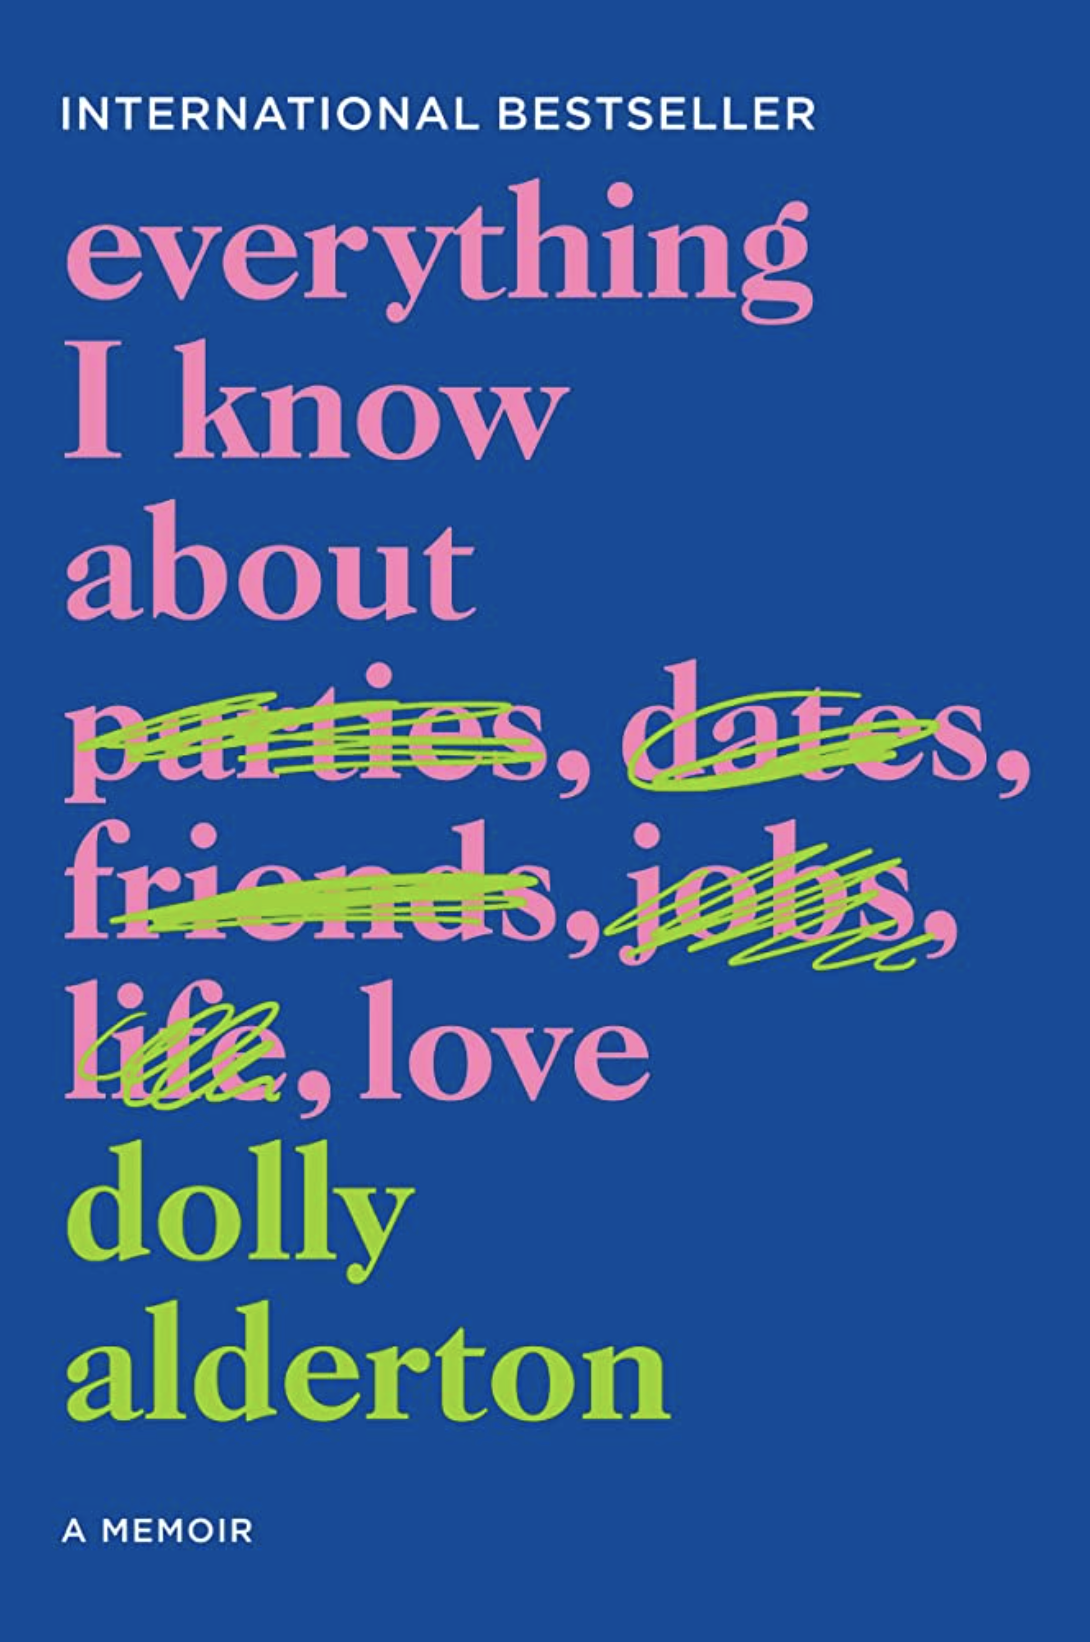 INTERNATIONAL BESTSELLER
everything
I know
about
parties, dates,
friends, jobs,
life, love
dolly
alderton
A MEMOIR